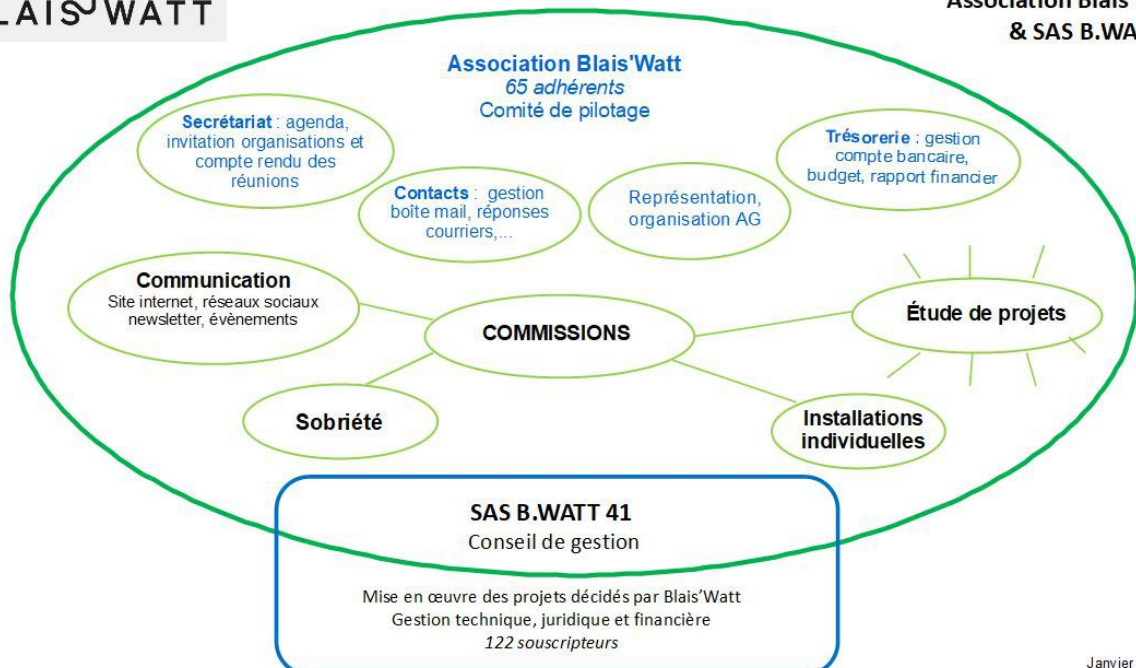 LAIS WATT
Association Blais
& SAS B.WA
Association Blais'Watt
65 adhérents
Comité de pilotage
Secrétariat : agenda,
invitation organisations et
compte rendu des
réunions
Contacts : gestion
boîte mail, réponses
courriers,...
Représentation,
organisation AG
Trésorerie : gestion
compte bancaire,
budget, rapport financier
Communication
Site internet, réseaux sociaux
newsletter, évènements
COMMISSIONS
Étude de projets
Sobriété
Installations
individuelles
SAS B.WATT 41
Conseil de gestion
Mise en œuvre des projets décidés par Blais’Watt
Gestion technique, juridique et financière
122 souscripteurs
Janvier